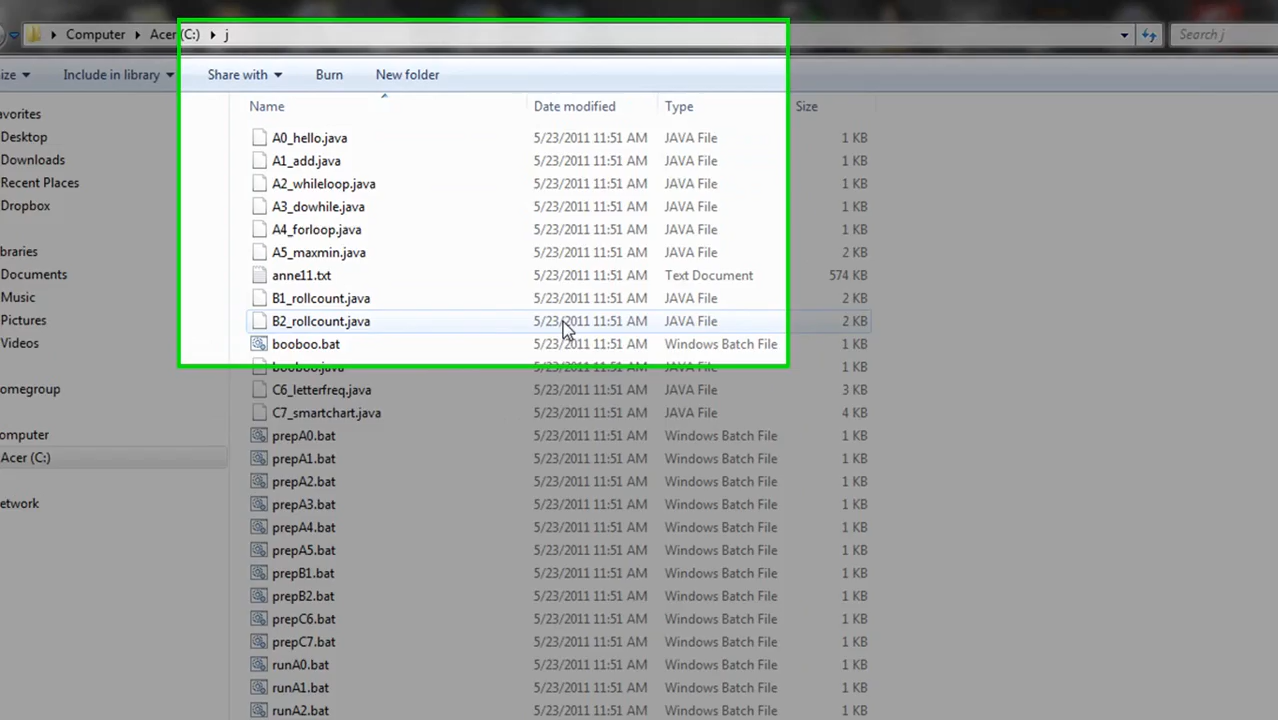 Computer Acer (C:) j Search j
ize Include in library Share with Burn New folder
Name Date modified Type Size
avorites
Desktop
Downloads
Recent Places
Dropbox
braries
Documents
Music
Pictures
Videos
omegroup
omputer
Acer (C:)
etwork
A0_hello.java 5/23/2011 11:51 AM JAVA File 1 KB
A1_add.java 5/23/2011 11:51 AM JAVA File 1 KB
A2_whileloop.java 5/23/2011 11:51 AM JAVA File 1 KB
A3_dowhile.java 5/23/2011 11:51 AM JAVA File 1 KB
A4_forloop.java 5/23/2011 11:51 AM JAVA File 1 KB
A5_maxmin.java 5/23/2011 11:51 AM JAVA File 2 KB
anne11.txt 5/23/2011 11:51 AM Text Document 574 KB
B1_rollcount.java 5/23/2011 11:51 AM JAVA File 2 KB
B2_rollcount.java 5/23/2011 11:51 AM JAVA File 2 KB
booboo.bat 5/23/2011 11:51 AM Windows Batch File 1 KB
booboo.java 5/23/2011 11:51 AM JAVA File 1 KB
C6_letterfreq.java 5/23/2011 11:51 AM JAVA File 3 KB
C7_smartchart.java 5/23/2011 11:51 AM JAVA File 4 KB
prepA0.bat 5/23/2011 11:51 AM Windows Batch File 1 KB
prepA1.bat 5/23/2011 11:51 AM Windows Batch File 1 KB
prepA2.bat 5/23/2011 11:51 AM Windows Batch File 1 KB
prepA3.bat 5/23/2011 11:51 AM Windows Batch File 1 KB
prepA4.bat 5/23/2011 11:51 AM Windows Batch File 1 KB
prepA5.bat 5/23/2011 11:51 AM Windows Batch File 1 KB
prepB1.bat 5/23/2011 11:51 AM Windows Batch File 1 KB
prepB2.bat 5/23/2011 11:51 AM Windows Batch File 1 KB
prepC6.bat 5/23/2011 11:51 AM Windows Batch File 1 KB
prepC7.bat 5/23/2011 11:51 AM Windows Batch File 1 KB
runA0.bat 5/23/2011 11:51 AM Windows Batch File 1 KB
runA1.bat 5/23/2011 11:51 AM Windows Batch File 1 KB
runA2.bat 5/23/2011 11:51 AM Windows Batch File 1 KB